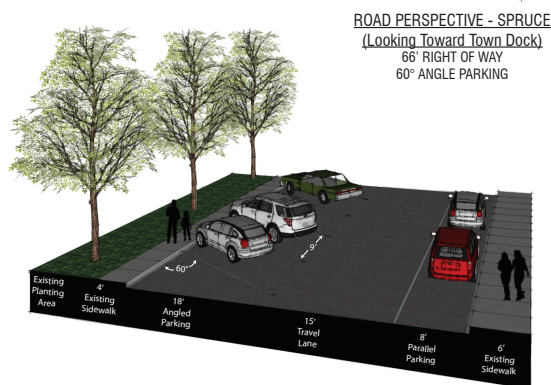 ROAD PERSPECTIVE - SPRUCE
(Looking Toward Town Dock)
66' RIGHT OF WAY
60° ANGLE PARKING
9'
60°
Existing
Planting
Area
4'
Existing
Sidewalk
18'
Angled
Parking
15'
Travel
Lane
8'
Parallel
Parking
6'
Existing
Sidewalk